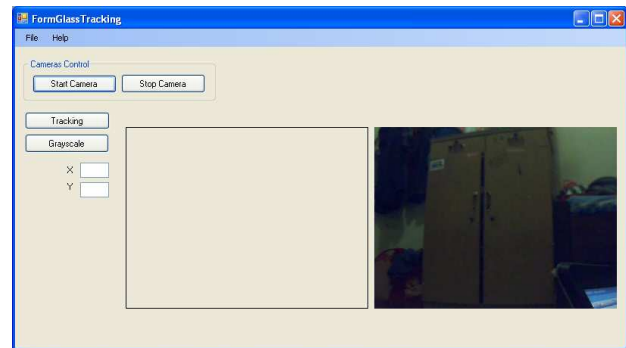 FormGlassTracking
File Help
Cameras Control
Start Camera Stop Camera
Tracking
Grayscale
X
Y